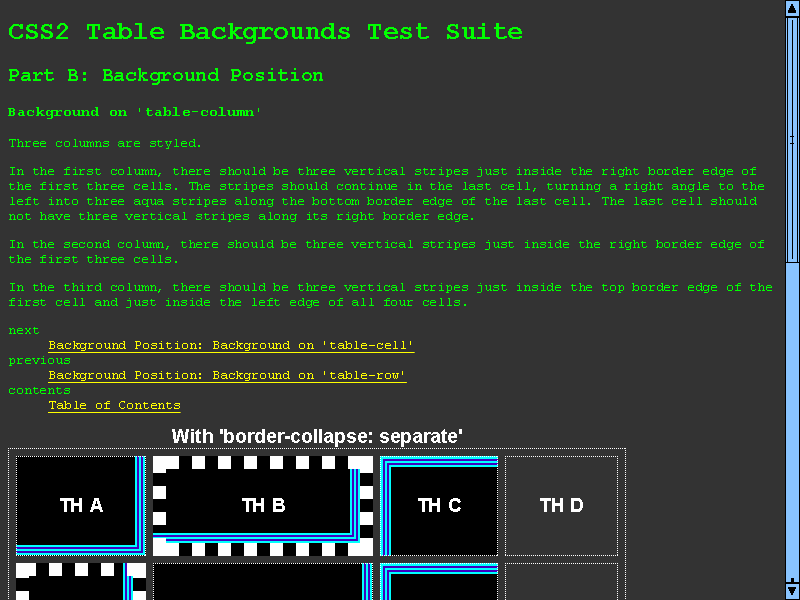 CSS2 Table Backgrounds Test Suite
Part B: Background Position
Background on 'table-column'
Three columns are styled.
In the first column, there should be three vertical stripes just inside the right border edge of
the first three cells. The stripes should continue in the last cell, turning a right angle to the
left into three aqua stripes along the bottom border edge of the last cell. The last cell should
not have three vertical stripes along its right border edge.
In the second column, there should be three vertical stripes just inside the right border edge of
the first three cells.
In the third column, there should be three vertical stripes just inside the top border edge of the
first cell and just inside the left edge of all four cells.
next
Background Position: Background on 'table-cell'
previous
Background Position: Background on 'table-row'
contents
Table of Contents
With 'border-collapse: separate'
TH A TH B TH C TH D